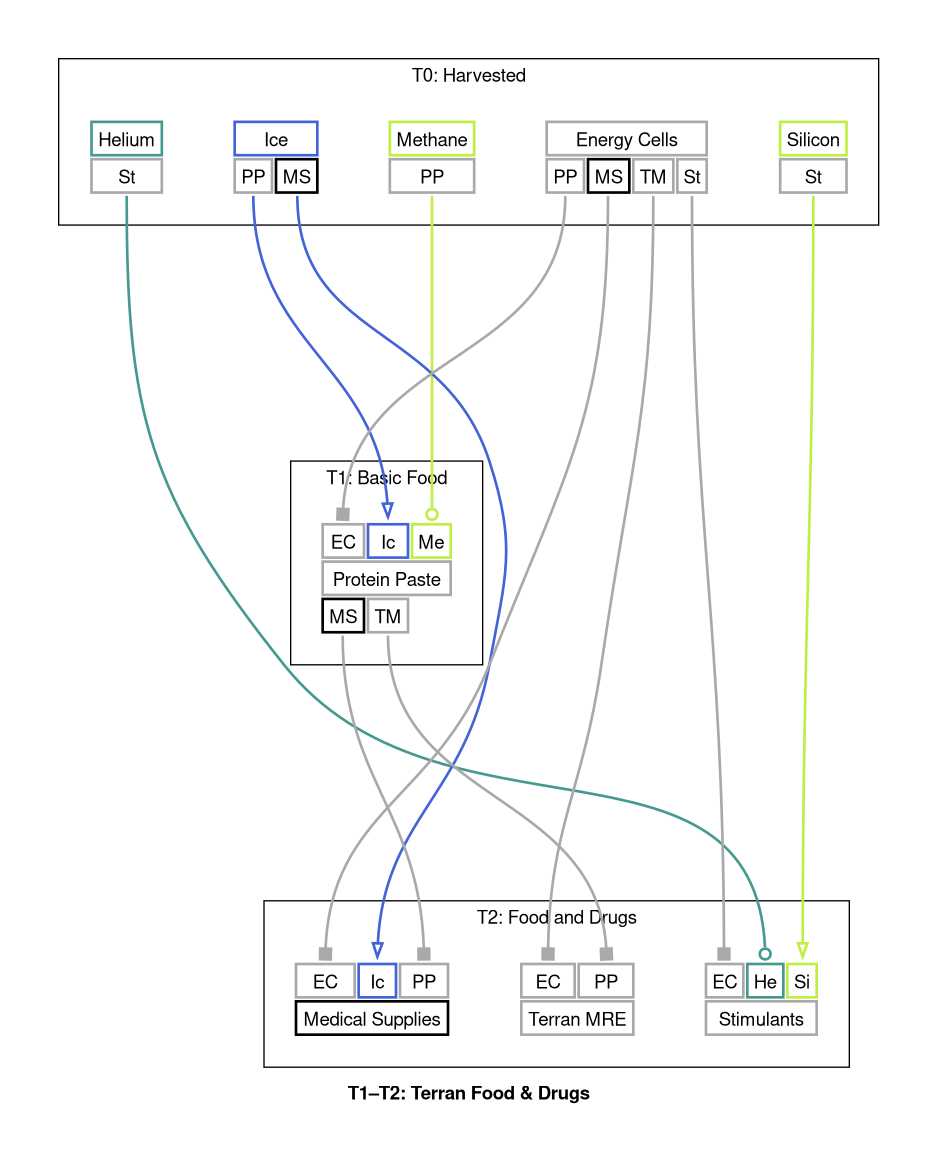 T0: Harvested
Helium Ice Methane Energy Cells Silicon
St PP MS PP PP MS TM St St
T1: Basic Food
EC Ic Me
Protein Paste
MS TM
T2: Food and Drugs
EC Ic PP EC PP EC He Si
Medical Supplies Terran MRE Stimulants
T1–T2: Terran Food & Drugs